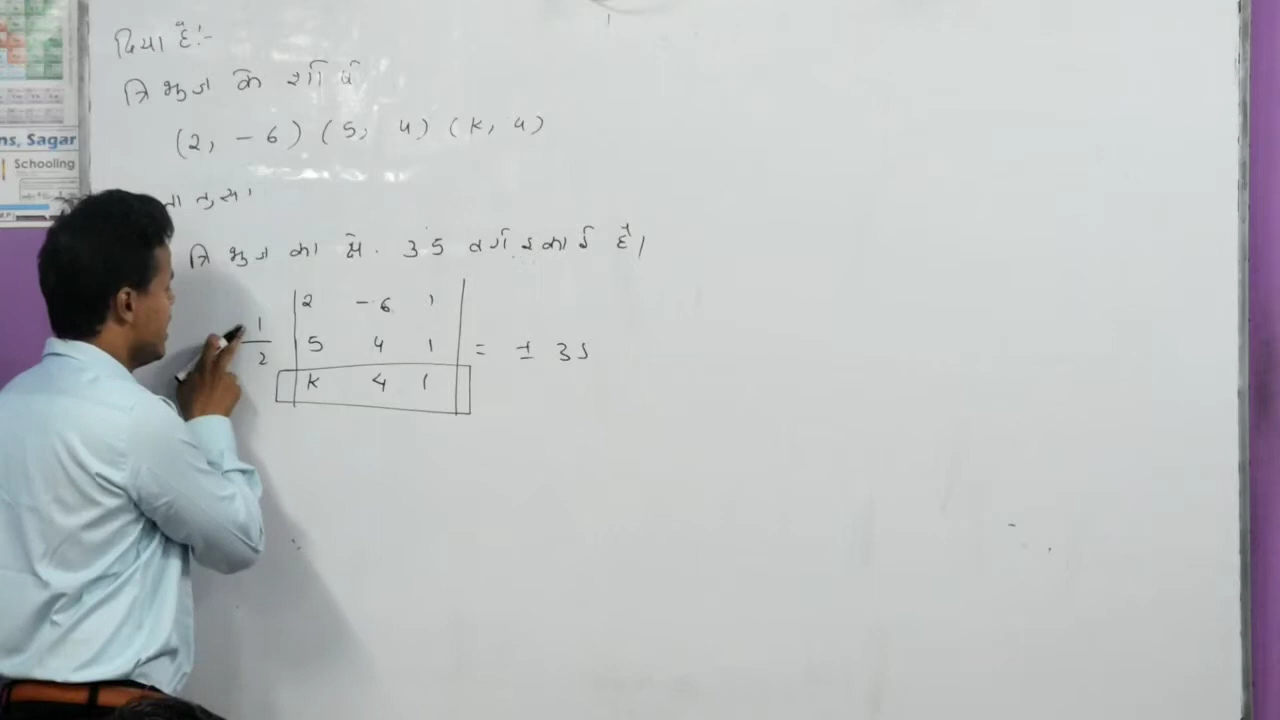 दिया है:-
त्रिभुज के शीर्ष
(2, -6) (5, 4) (k, 4)
त्रिभुज का क्षे. 35 वर्ग इकाई है।
1/2 | 2 -6 1 |
| 5 4 1 | = ± 35
| k 4 1 |
ns, Sagar
Schooling